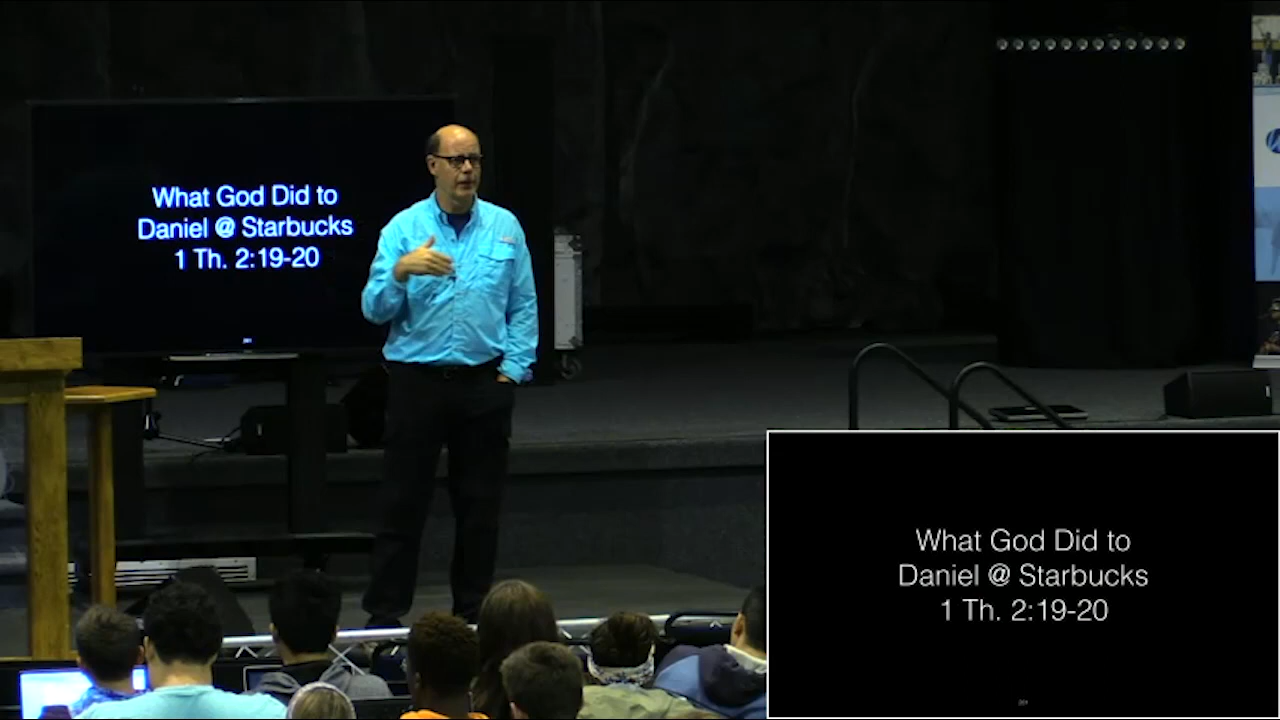 What God Did to
Daniel @ Starbucks
1 Th. 2:19-20
What God Did to
Daniel @ Starbucks
1 Th. 2:19-20